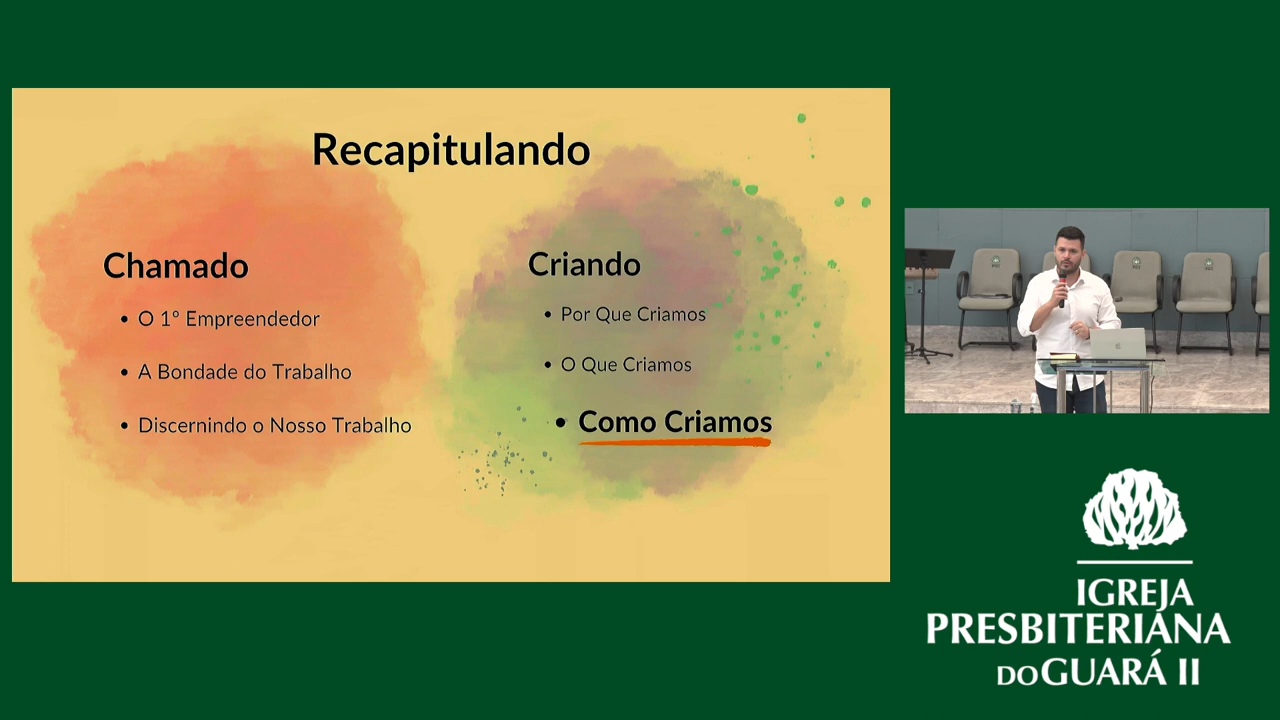 Recapitulando
Chamado
• O 1º Empreendedor
• A Bondade do Trabalho
• Discernindo o Nosso Trabalho
Criando
• Por Que Criamos
• O Que Criamos
• Como Criamos
IGREJA
PRESBITERIANA
DO GUARÁ II